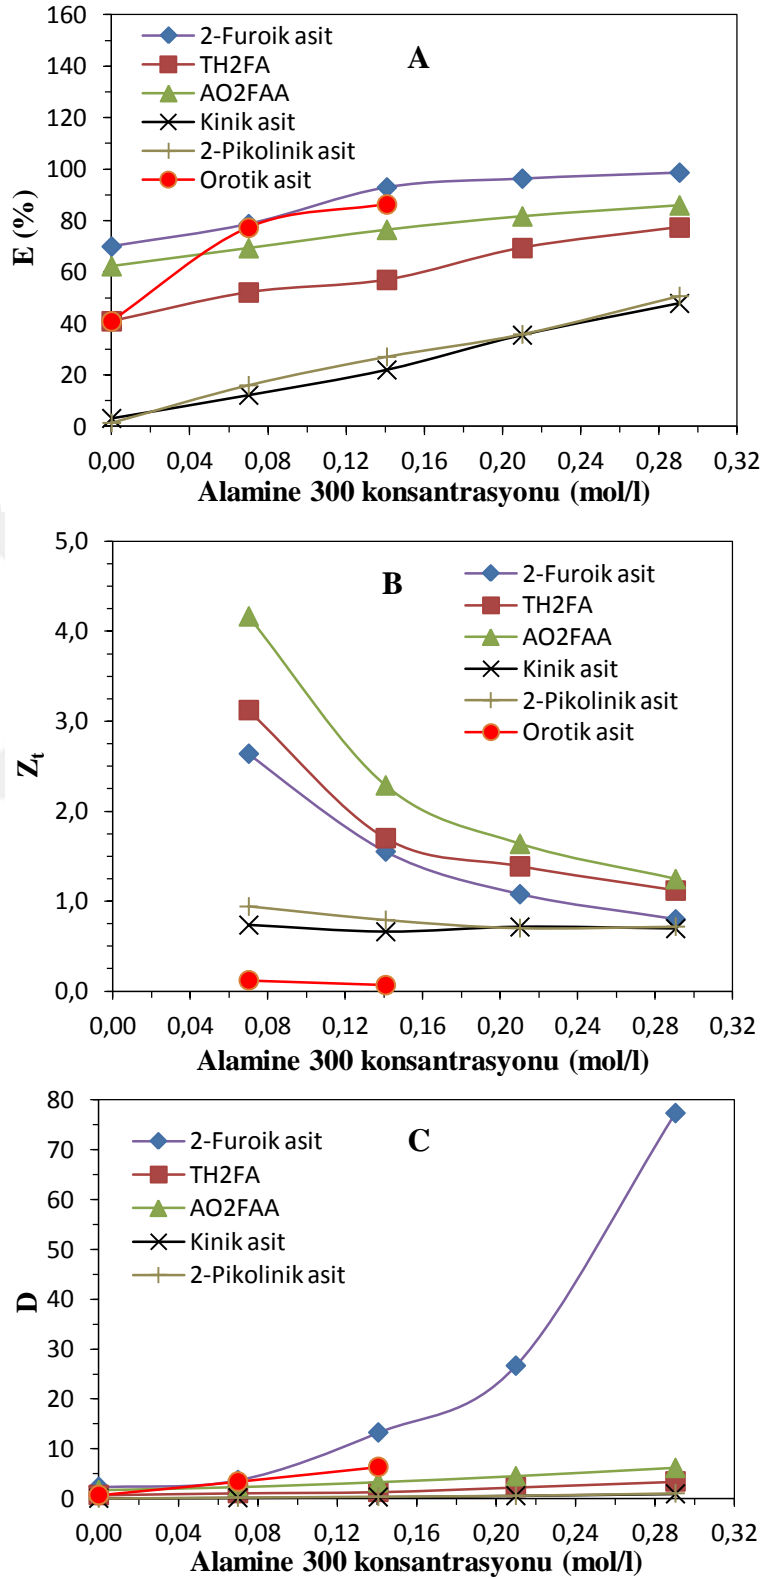 160
140
120
100
80
60
40
20
0
E (%)
A
2-Furoik asit
TH2FA
AO2FAA
Kinik asit
2-Pikolinik asit
Orotik asit
0,00 0,04 0,08 0,12 0,16 0,20 0,24 0,28 0,32
Alamine 300 konsantrasyonu (mol/l)
5,0
4,0
3,0
2,0
1,0
0,0
Zt
B
2-Furoik asit
TH2FA
AO2FAA
Kinik asit
2-Pikolinik asit
Orotik asit
0,00 0,04 0,08 0,12 0,16 0,20 0,24 0,28 0,32
Alamine 300 konsantrasyonu (mol/l)
80
70
60
50
40
30
20
10
0
D
C
2-Furoik asit
TH2FA
AO2FAA
Kinik asit
2-Pikolinik asit
0,00 0,04 0,08 0,12 0,16 0,20 0,24 0,28 0,32
Alamine 300 konsantrasyonu (mol/l)